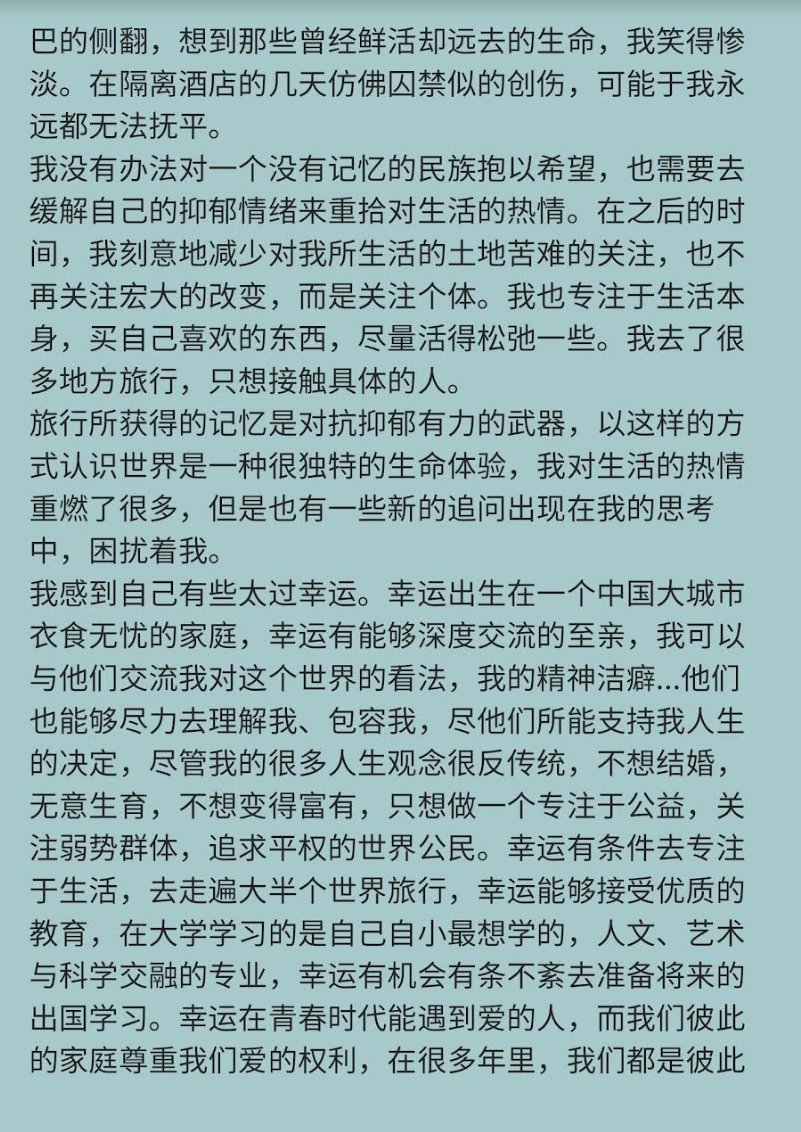 巴的侧翻，想到那些曾经鲜活却远去的生命，我笑得惨
淡。在隔离酒店的几天仿佛囚禁似的创伤，可能于我永
远都无法抚平。
我没有办法对一个没有记忆的民族抱以希望，也需要去
缓解自己的抑郁情绪来重拾对生活的热情。在之后的时
间，我刻意地减少对我所生活的土地苦难的关注，也不
再关注宏大的改变，而是关注个体。我也专注于生活本
身，买自己喜欢的东西，尽量活得松弛一些。我去了很
多地方旅行，只想接触具体的人。
旅行所获得的记忆是对抗抑郁有力的武器，以这样的方
式认识世界是一种很独特的生命体验，我对生活的热情
重燃了很多，但是也有一些新的追问出现在我的思考
中，困扰着我。
我感到自己有些太过幸运。幸运出生在一个中国大城市
衣食无忧的家庭，幸运有能够深度交流的至亲，我可以
与他们交流我对这个世界的看法，我的精神洁癖...他们
也能够尽力去理解我、包容我，尽他们所能支持我人生
的决定，尽管我的很多人生观念很反传统，不想结婚，
无意生育，不想变得富有，只想做一个专注于公益，关
注弱势群体，追求平权的世界公民。幸运有条件去专注
于生活，去走遍大半个世界旅行，幸运能够接受优质的
教育，在大学学习的是自己自小最想学的，人文、艺术
与科学交融的专业，幸运有机会有条不紊去准备将来的
出国学习。幸运在青春时代能遇到爱的人，而我们彼此
的家庭尊重我们爱的权利，在很多年里，我们都是彼此